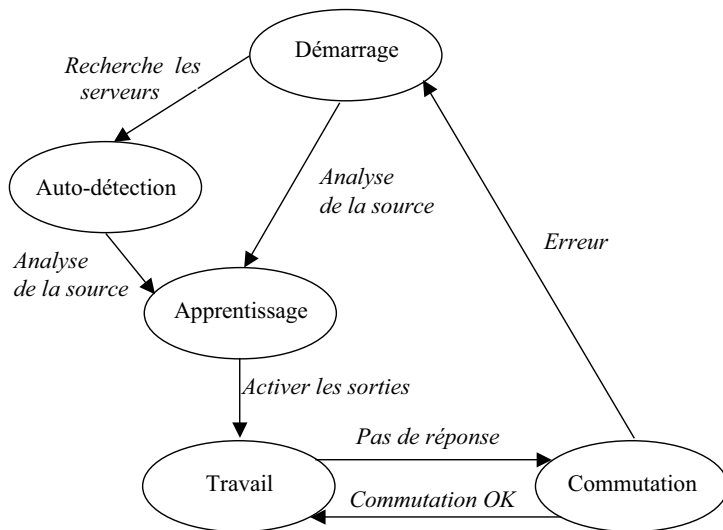 Démarrage
Recherche les
serveurs
Auto-détection
Analyse
de la source
Analyse
de la source
Erreur
Apprentissage
Activer les sorties
Pas de réponse
Travail
Commutation
Commutation OK